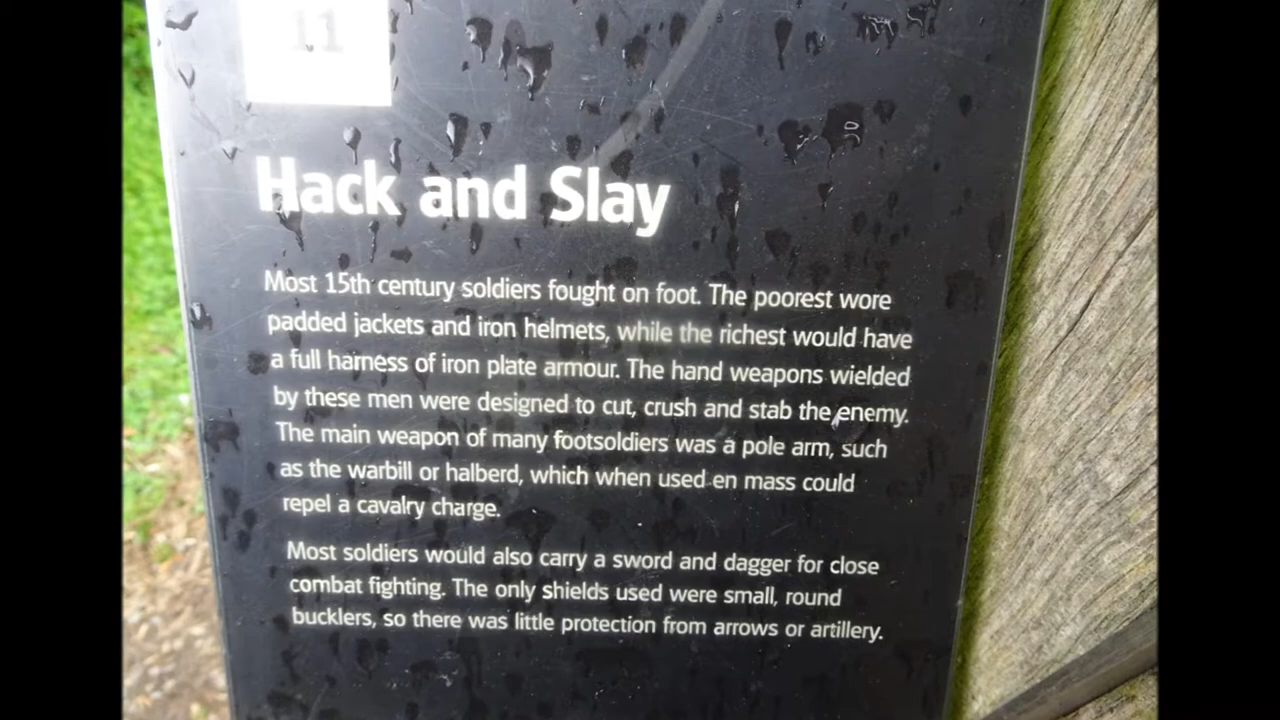 11
Hack and Slay
Most 15th century soldiers fought on foot. The poorest wore
padded jackets and iron helmets, while the richest would have
a full harness of iron plate armour. The hand weapons wielded
by these men were designed to cut, crush and stab the enemy.
The main weapon of many footsoldiers was a pole arm, such
as the warbill or halberd, which when used en mass could
repel a cavalry charge.
Most soldiers would also carry a sword and dagger for close
combat fighting. The only shields used were small, round
bucklers, so there was little protection from arrows or artillery.